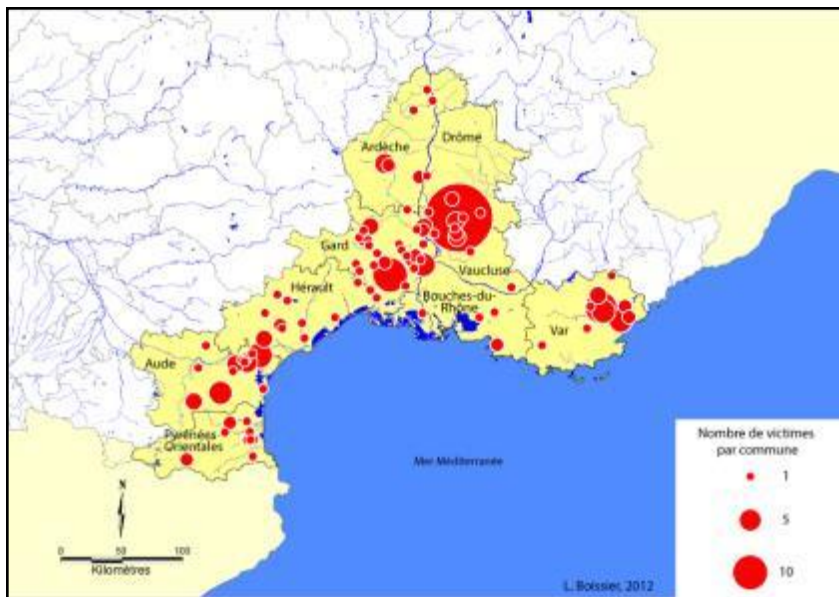 Drôme
Ardèche
Gard
Vaucluse
Hérault
Bouches-du-
Rhône
Var
Aude
Pyrénées
Orientales
Mer Méditerranée
N
0 50 100
Kilomètres
Nombre de victimes
par commune
1
5
10
L. Boissier, 2012